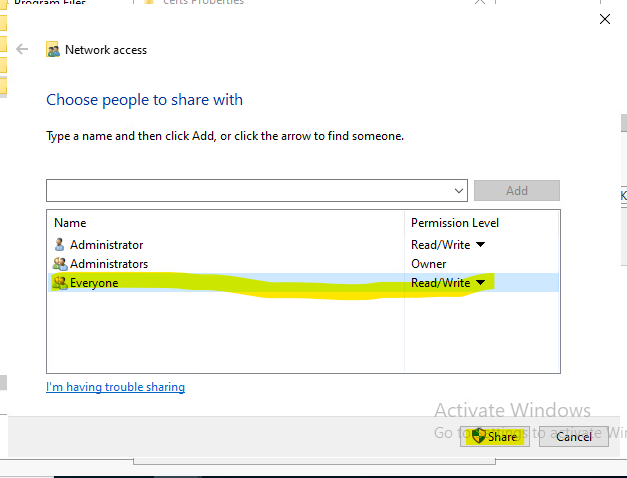 Program Files
certs Properties
Network access
Choose people to share with
Type a name and then click Add, or click the arrow to find someone.
Add
Name Permission Level
Administrator Read/Write
Administrators Owner
Everyone Read/Write
I'm having trouble sharing
Activate Windows
Go to to activate Wi
Share Cancel